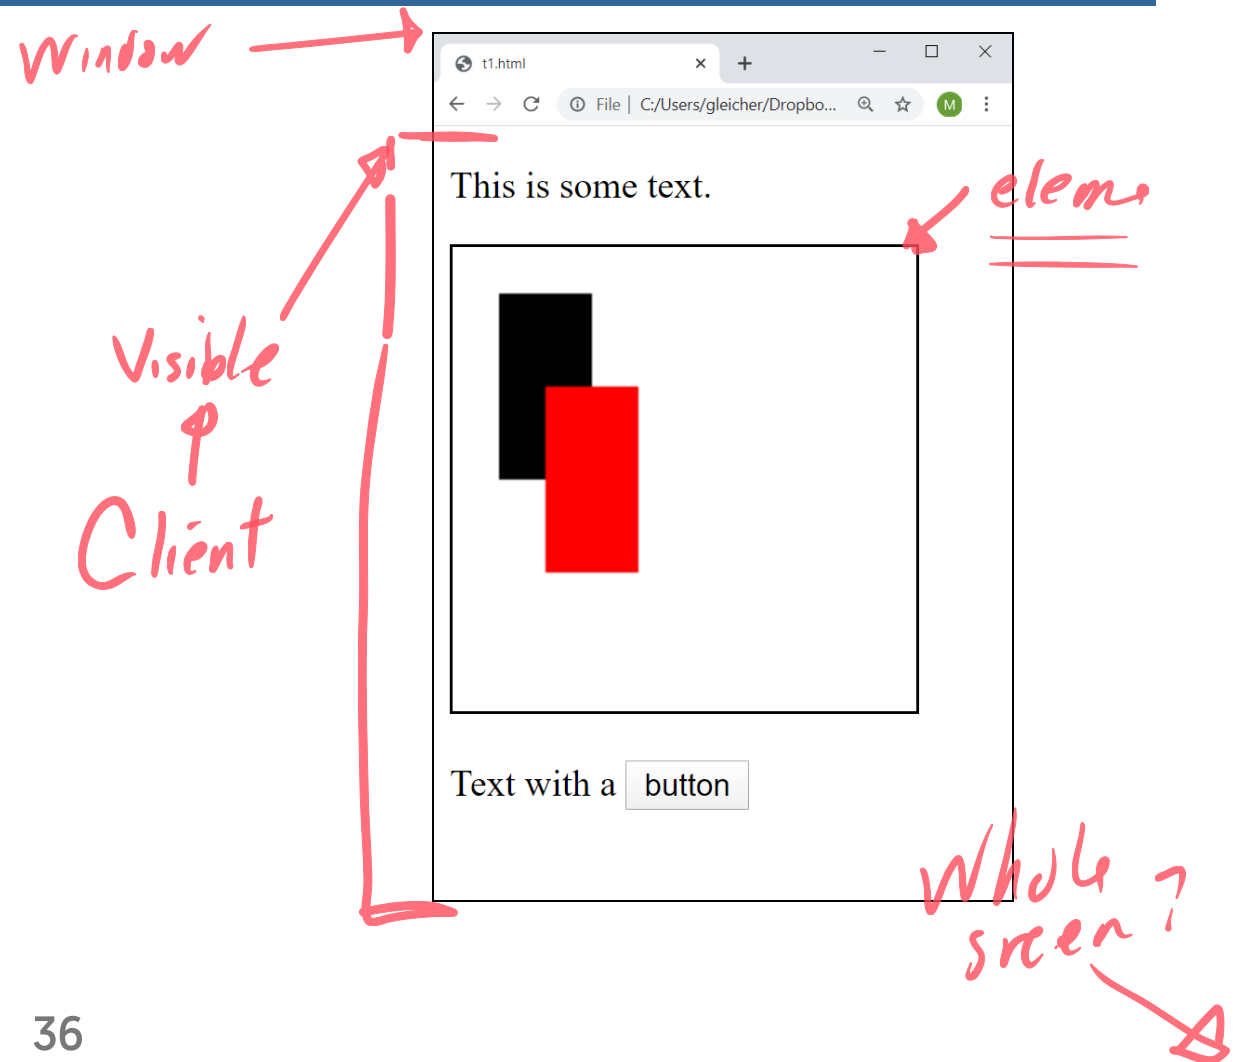 Window
t1.html
File | C:/Users/gleicher/Dropbo...
M
This is some text.
elem.
Visible
Client
Text with a button
Whole
sreen?
36